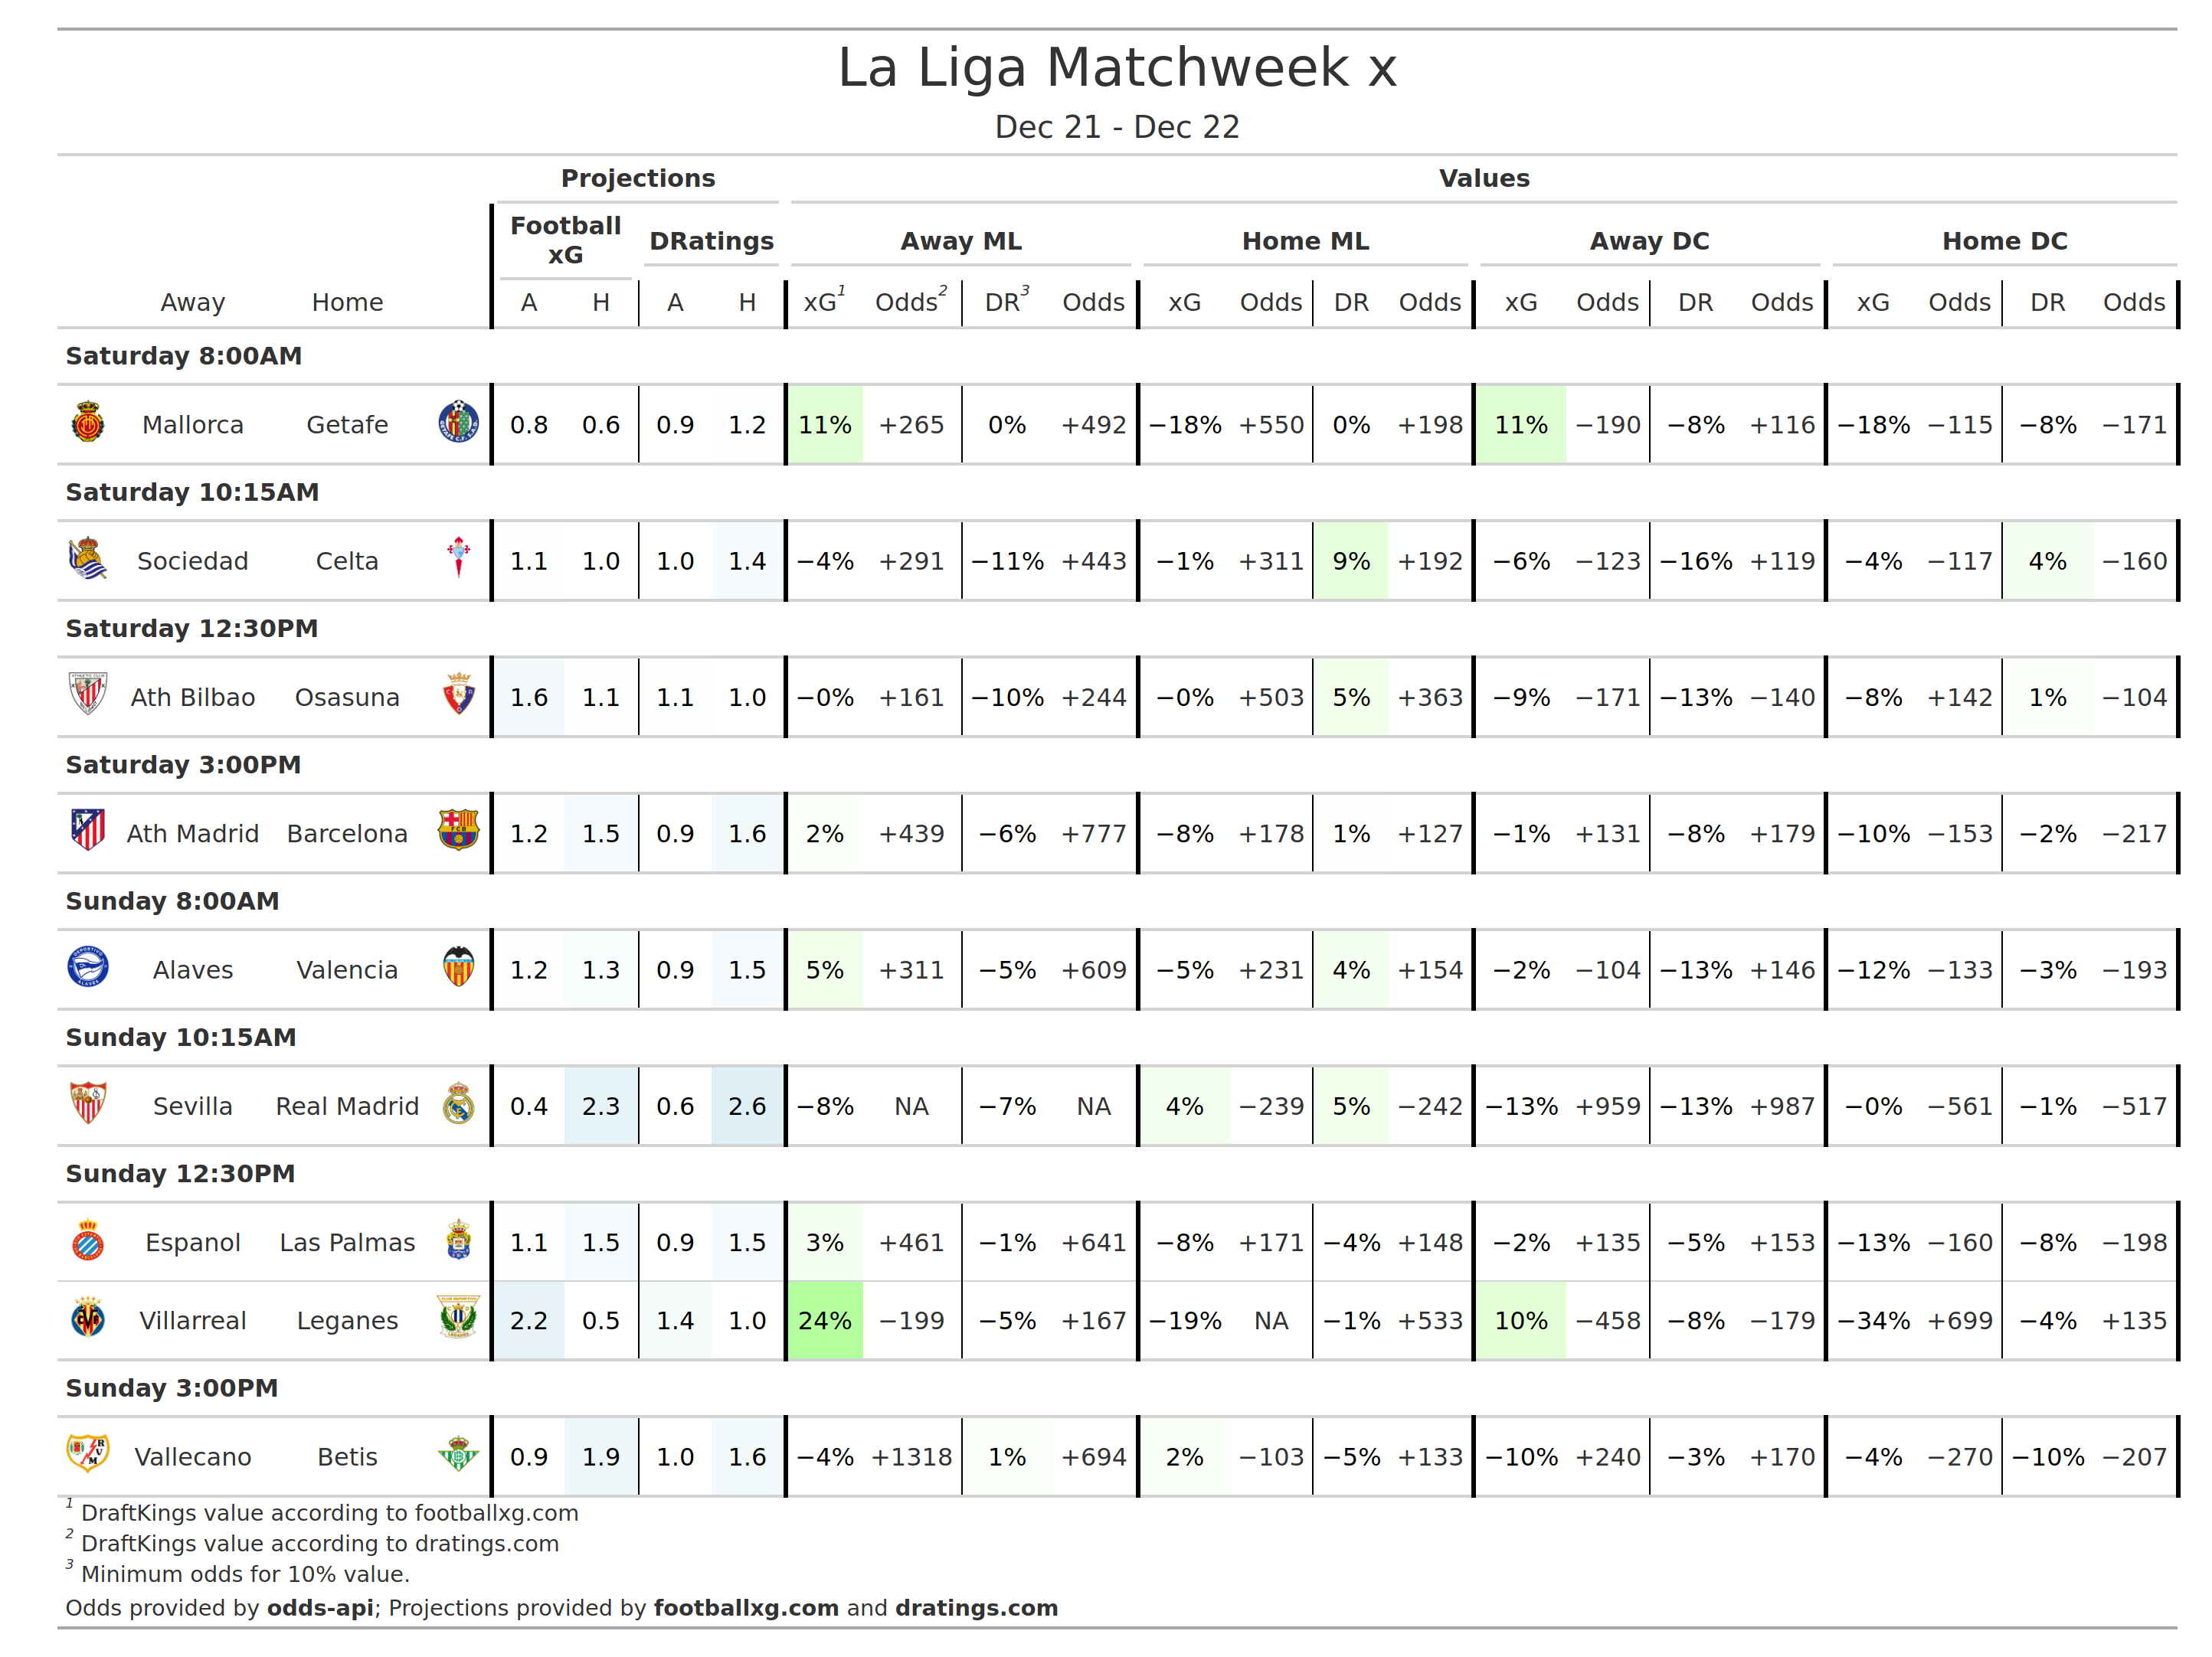 La Liga Matchweek x
Dec 21 - Dec 22
Projections Values
Football xG DRatings Away ML Home ML Away DC Home DC
Away Home A H A H xG1 Odds2 DR3 Odds xG Odds DR Odds xG Odds DR Odds xG Odds DR Odds
Saturday 8:00AM
Mallorca Getafe 0.8 0.6 0.9 1.2 11% +265 0% +492 −18% +550 0% +198 11% −190 −8% +116 −18% −115 −8% −171
Saturday 10:15AM
Sociedad Celta 1.1 1.0 1.0 1.4 −4% +291 −11% +443 −1% +311 9% +192 −6% −123 −16% +119 −4% −117 4% −160
Saturday 12:30PM
Ath Bilbao Osasuna 1.6 1.1 1.1 1.0 −0% +161 −10% +244 −0% +503 5% +363 −9% −171 −13% −140 −8% +142 1% −104
Saturday 3:00PM
Ath Madrid Barcelona 1.2 1.5 0.9 1.6 2% +439 −6% +777 −8% +178 1% +127 −1% +131 −8% +179 −10% −153 −2% −217
Sunday 8:00AM
Alaves Valencia 1.2 1.3 0.9 1.5 5% +311 −5% +609 −5% +231 4% +154 −2% −104 −13% +146 −12% −133 −3% −193
Sunday 10:15AM
Sevilla Real Madrid 0.4 2.3 0.6 2.6 −8% NA −7% NA 4% −239 5% −242 −13% +959 −13% +987 −0% −561 −1% −517
Sunday 12:30PM
Espanol Las Palmas 1.1 1.5 0.9 1.5 3% +461 −1% +641 −8% +171 −4% +148 −2% +135 −5% +153 −13% −160 −8% −198
Villarreal Leganes 2.2 0.5 1.4 1.0 24% −199 −5% +167 −19% NA −1% +533 10% −458 −8% −179 −34% +699 −4% +135
Sunday 3:00PM
Vallecano Betis 0.9 1.9 1.0 1.6 −4% +1318 1% +694 2% −103 −5% +133 −10% +240 −3% +170 −4% −270 −10% −207
1 DraftKings value according to footballxg.com
2 DraftKings value according to dratings.com
3 Minimum odds for 10% value.
Odds provided by odds-api; Projections provided by footballxg.com and dratings.com